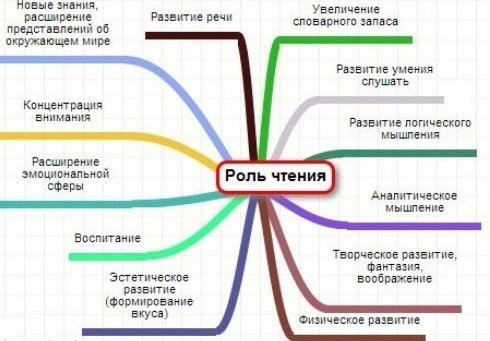 Новые знания,
расширение
представлений об
окружающем мире
Развитие речи
Увеличение
словарного запаса
Развитие умения
слушать
Концентрация
внимания
Развитие логического
мышления
Роль чтения
Расширение
эмоциональной
сферы
Аналитическое
мышление
Воспитание
Творческое развитие,
фантазия,
воображение
Эстетическое
развитие
(формирование
вкуса)
Физическое развитие